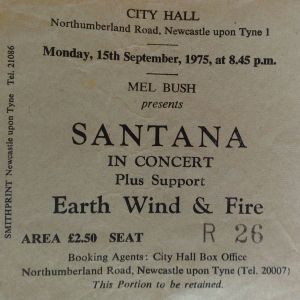 CITY HALL
Northumberland Road, Newcastle upon Tyne 1
Monday, 15th September, 1975, at 8.45 p.m.
MEL BUSH
presents
SANTANA
IN CONCERT
Plus Support
Earth Wind & Fire
AREA £2.50 SEAT R 26
Booking Agents: City Hall Box Office
Northumberland Road, Newcastle upon Tyne (Tel. 20007)
This Portion to be retained.
SMITHPRINT Newcastle upon Tyne Tel. 21086